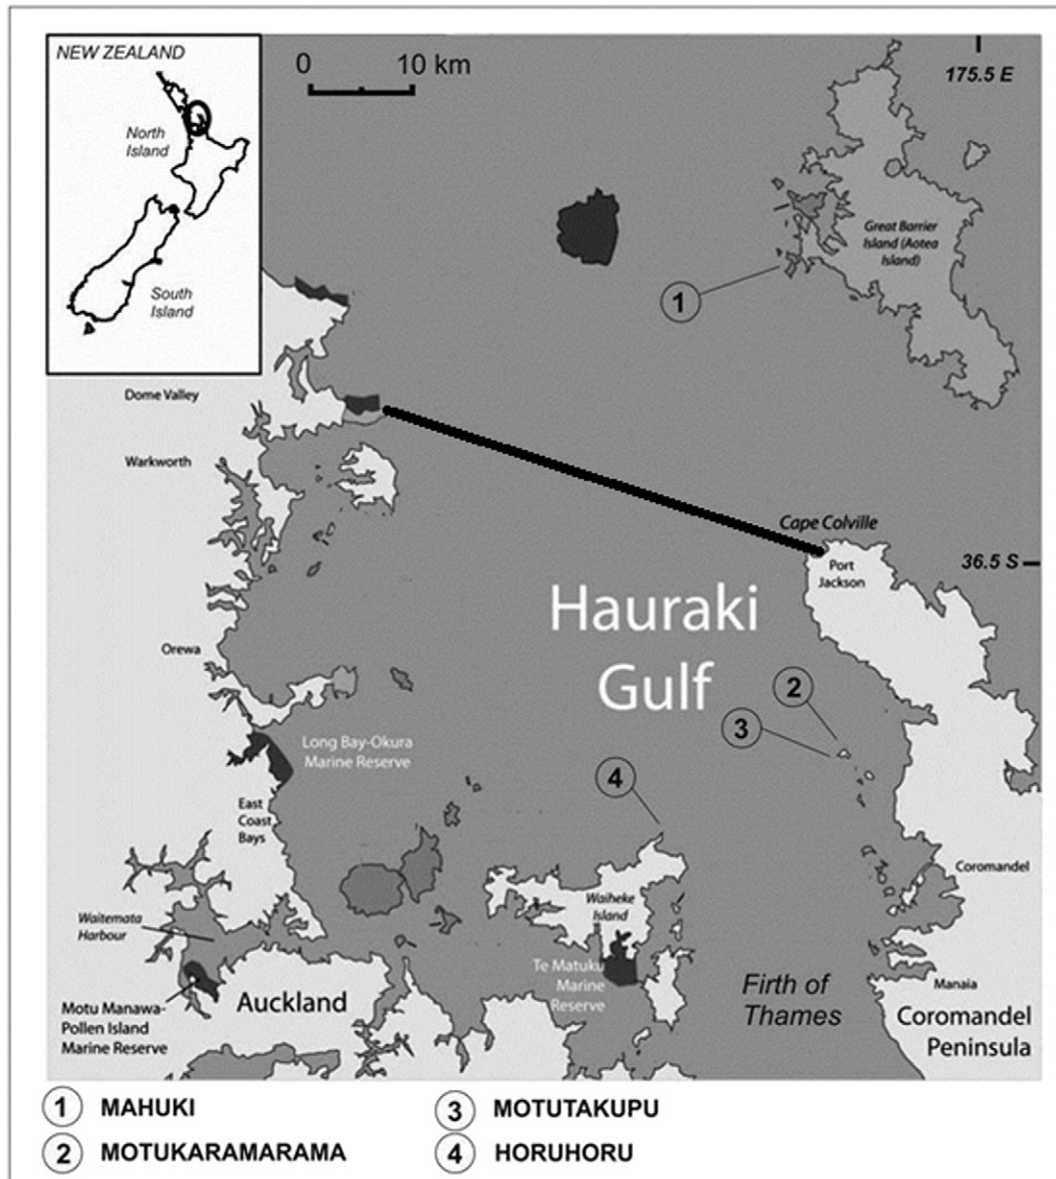 NEW ZEALAND
North
Island
South
Island
0 10 km
175.5 E
Great Barrier
Island (Aotea
Island)
1
Dome Valley
Warkworth
Cape Colville
Port
Jackson
36.5 S
Hauraki
Gulf
Orewa
2
3
4
Long Bay-Okura
Marine Reserve
East
Coast
Bays
Coromandel
Waiheke
Island
Waitemata
Harbour
Te Matuku
Marine
Reserve
Firth of
Thames
Manaia
Motu Manawa-
Pollen Island
Marine Reserve
Auckland
Coromandel
Peninsula
1 MAHUKI
2 MOTUKARAMARAMA
3 MOTUTAKUPU
4 HORUHORU